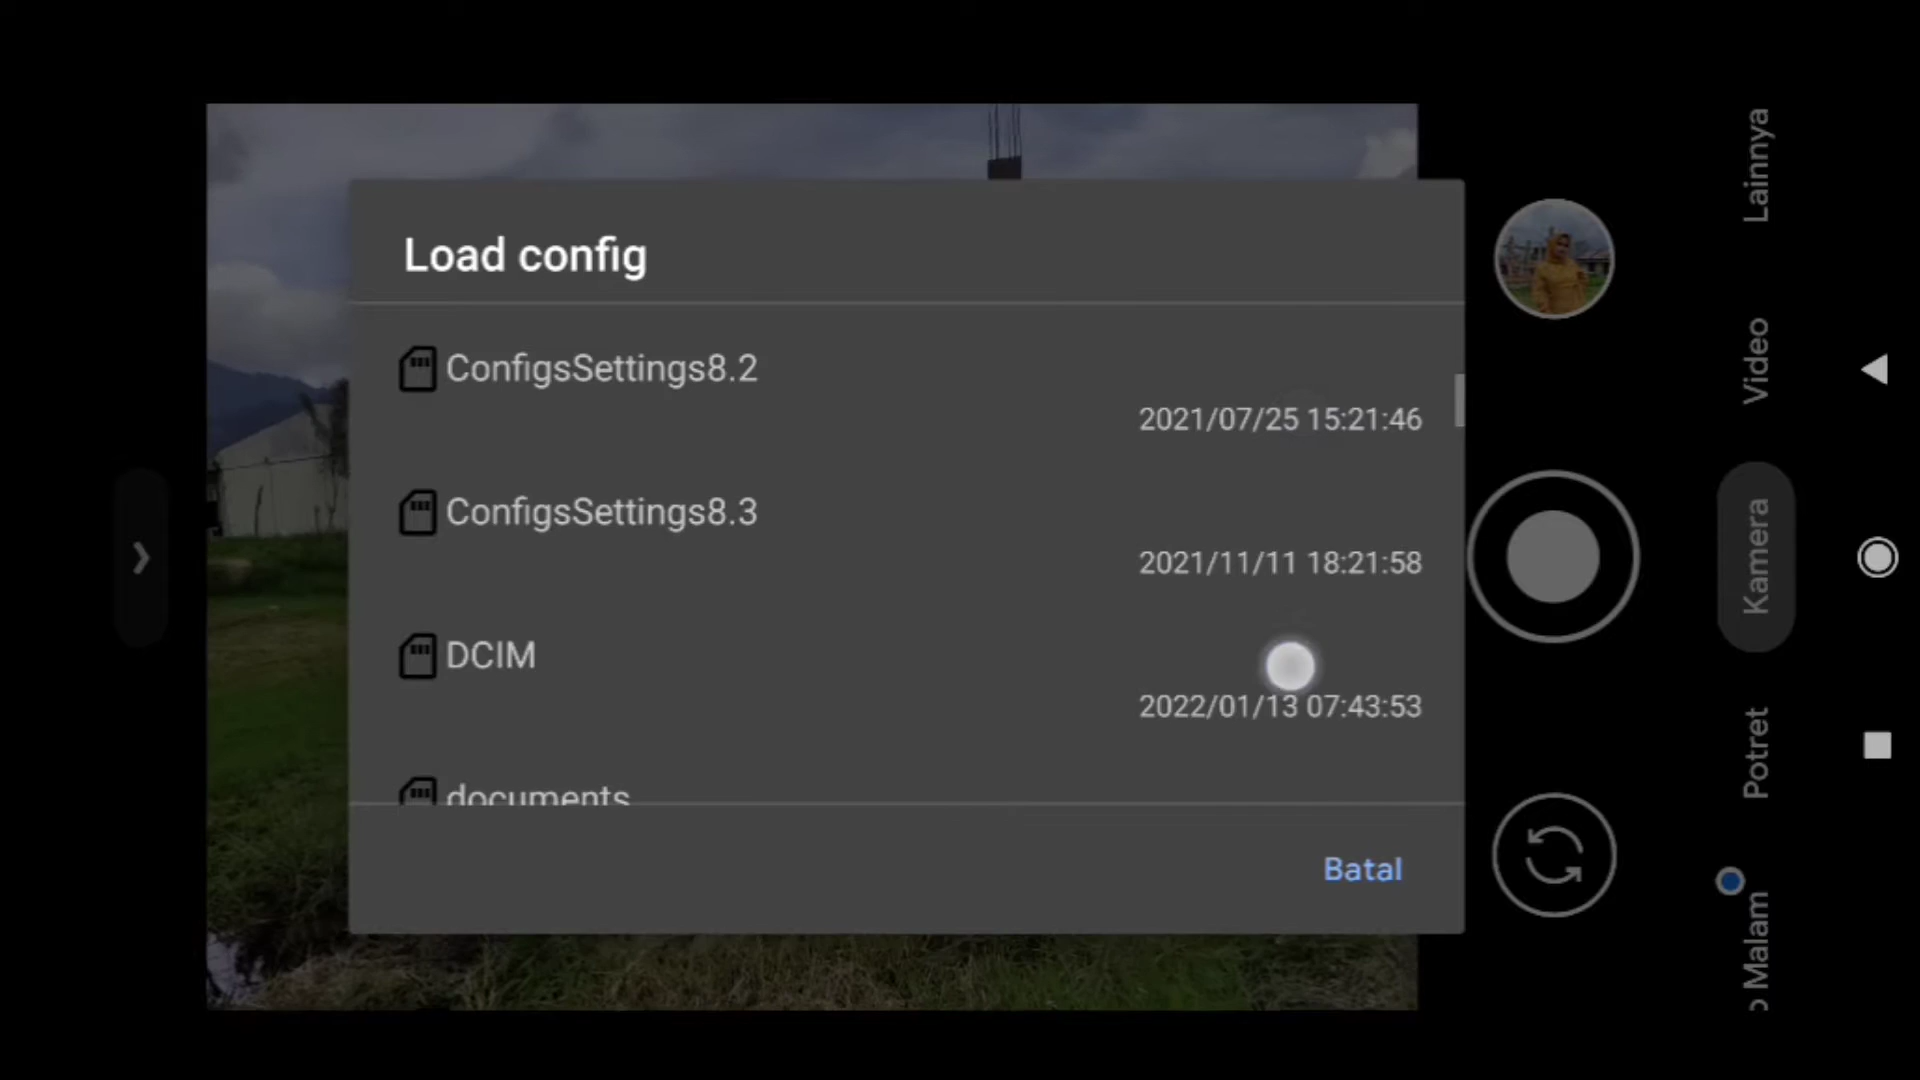 Load config
ConfigsSettings8.2
2021/07/25 15:21:46
ConfigsSettings8.3
2021/11/11 18:21:58
DCIM
2022/01/13 07:43:53
documents
Batal
Lainnya
Video
Kamera
Potret
o Malam